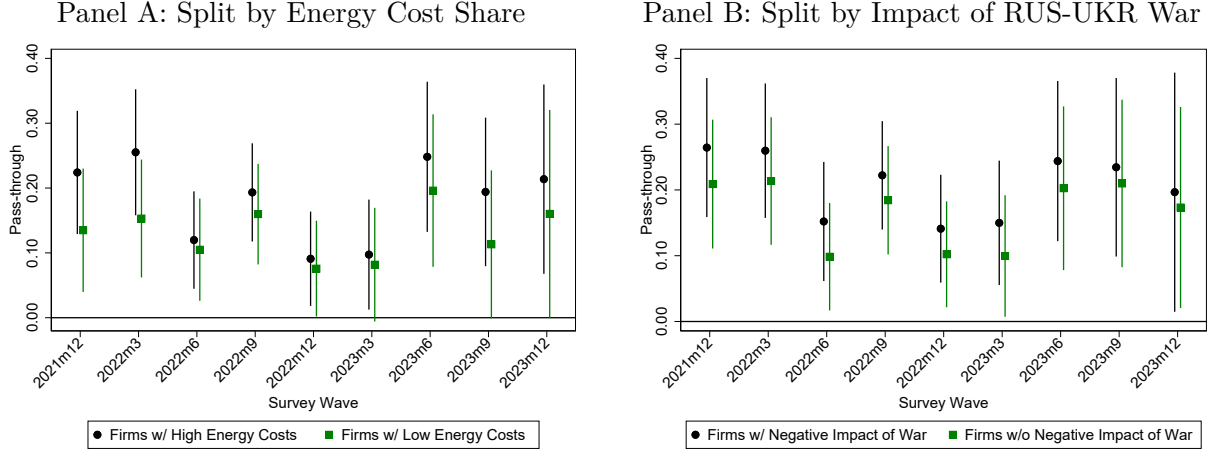 Panel A: Split by Energy Cost Share
Pass-through
0.40
0.30
0.20
0.10
0.00
2021m12
2022m3
2022m6
2022m9
2022m12
2023m3
2023m6
2023m9
2023m12
Survey Wave
Firms w/ High Energy Costs
Firms w/ Low Energy Costs
Panel B: Split by Impact of RUS-UKR War
Pass-through
0.40
0.30
0.20
0.10
0.00
2021m12
2022m3
2022m6
2022m9
2022m12
2023m3
2023m6
2023m9
2023m12
Survey Wave
Firms w/ Negative Impact of War
Firms w/o Negative Impact of War